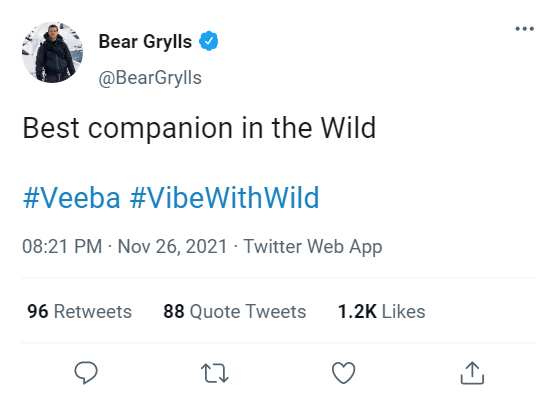 Bear Grylls
@BearGrylls
Best companion in the Wild
#Veeba #VibeWithWild
08:21 PM · Nov 26, 2021 · Twitter Web App
96 Retweets 88 Quote Tweets 1.2K Likes